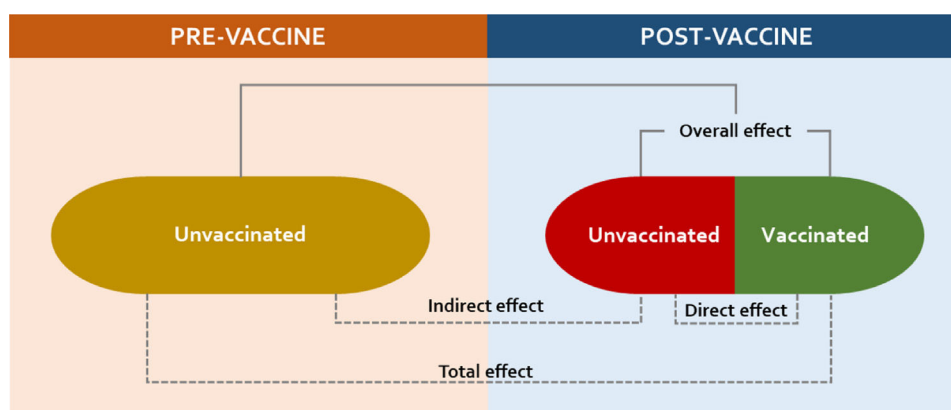 PRE-VACCINE
POST-VACCINE
Overall effect
Unvaccinated
Unvaccinated
Vaccinated
Indirect effect
Direct effect
Total effect